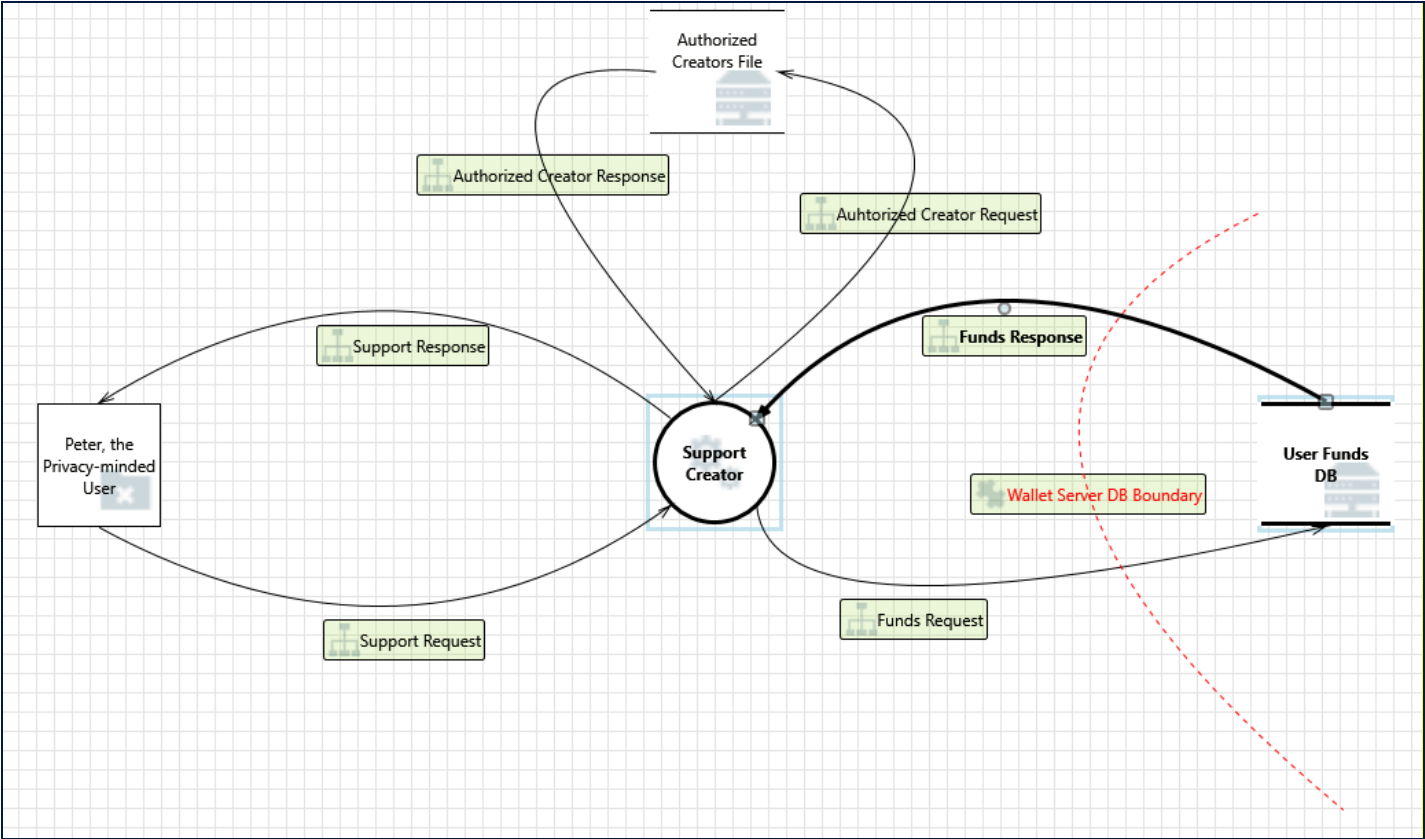 Authorized
Creators File
Authorized Creator Response
Auhtorized Creator Request
Support Response
Funds Response
Peter, the
Privacy-minded
User
Support
Creator
User Funds
DB
Wallet Server DB Boundary
Funds Request
Support Request